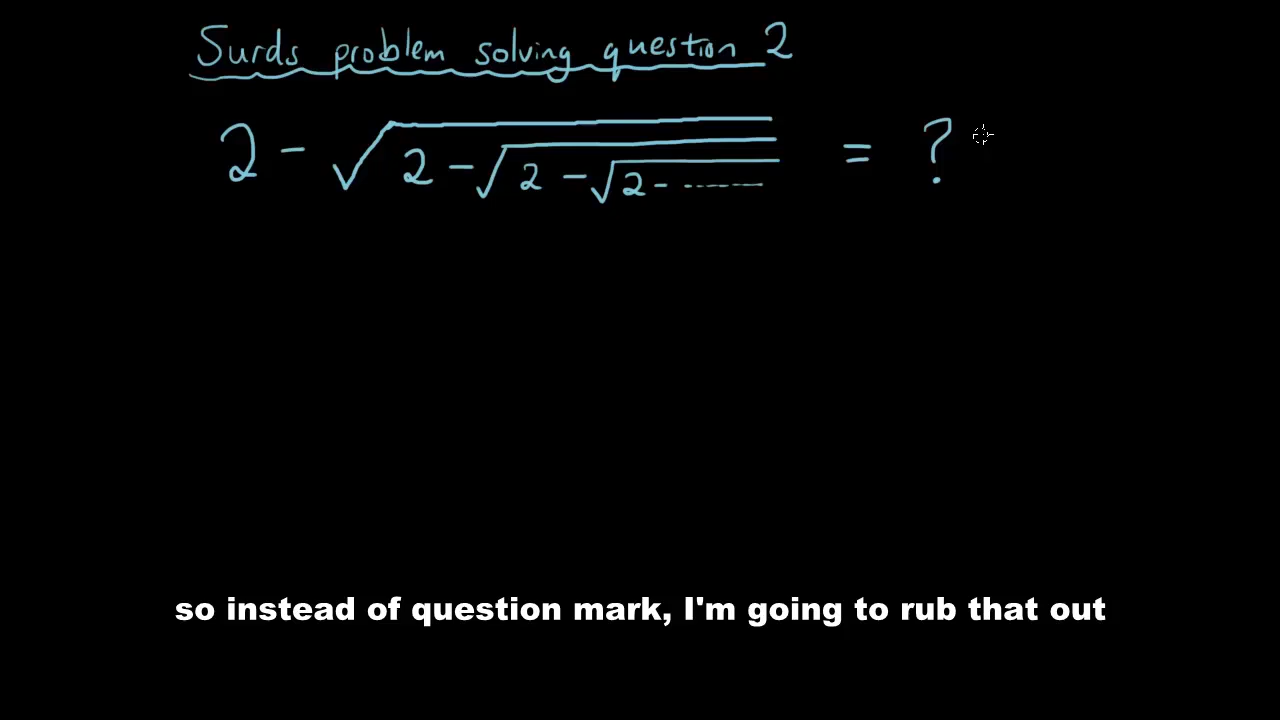 Surds problem solving question 2
2 - √(2 - √(2 - √(2 - ........ = ?
so instead of question mark, I'm going to rub that out